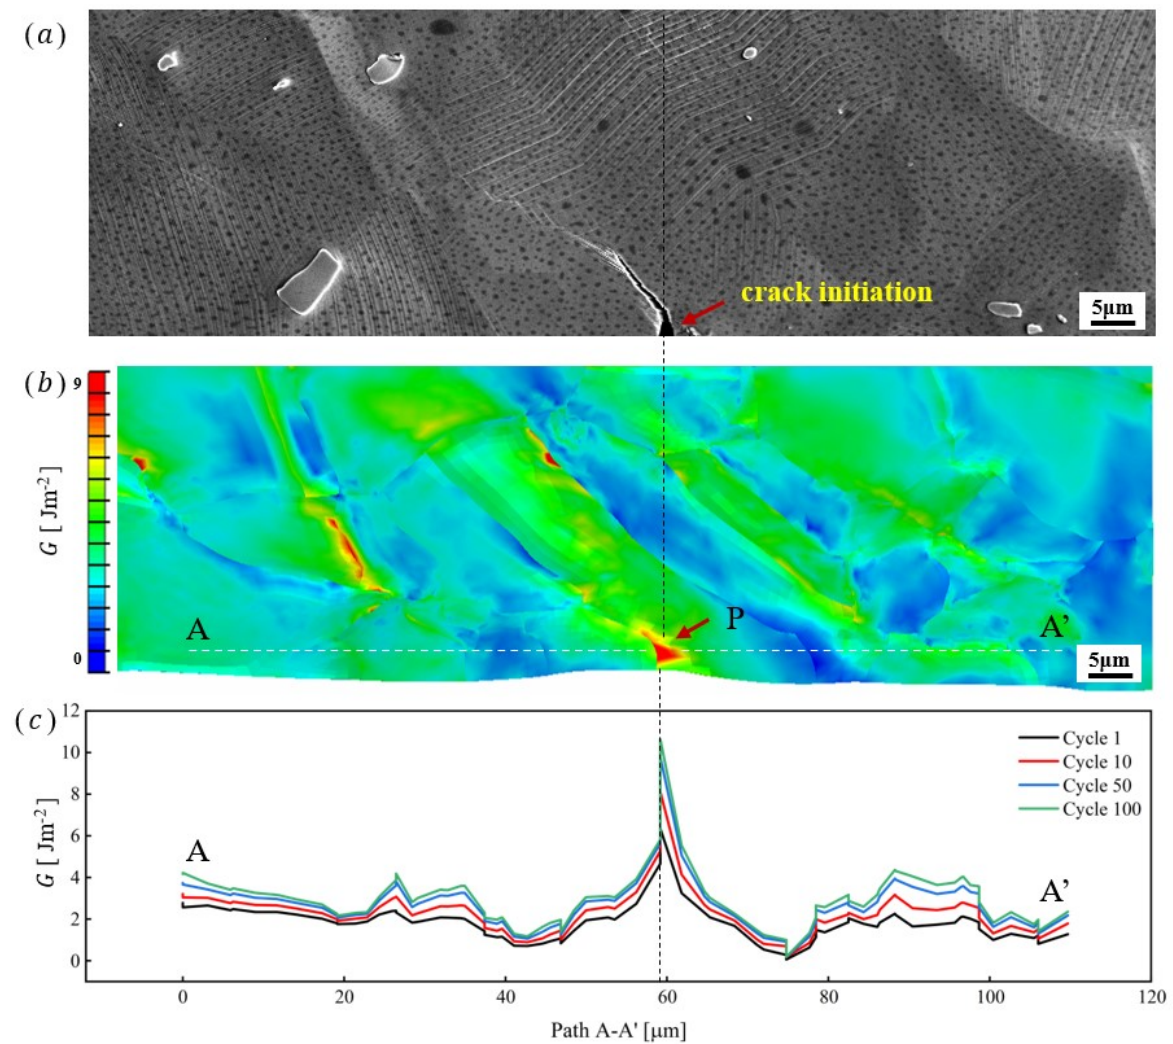 (a)
crack initiation
5μm
(b)
9
G [ Jm-2]
0
A
P
A'
5μm
(c)
12
10
8
6
4
2
0
G [ Jm-2]
Cycle 1
Cycle 10
Cycle 50
Cycle 100
A
A'
0 20 40 60 80 100 120
Path A-A' [μm]